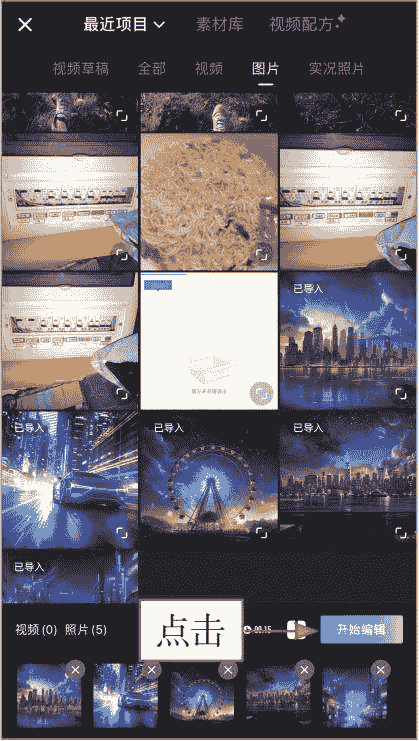 最近项目 素材库 视频配方
视频草稿 全部 视频 图片 实况照片
已导入
已导入 已导入 已导入
已导入
视频(0) 照片(5)
点击
00:15
开始编辑